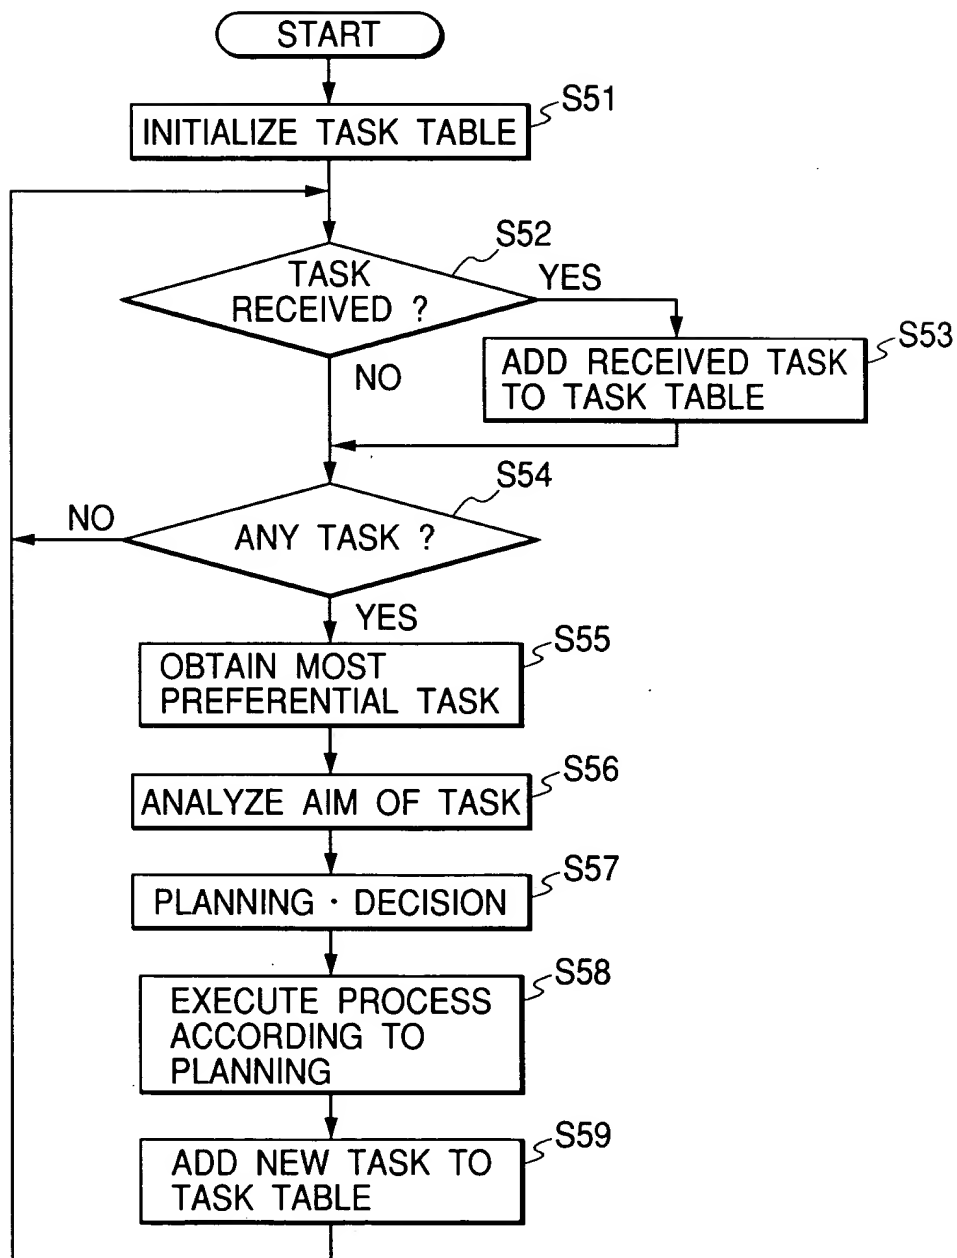 START
S51
INITIALIZE TASK TABLE
S52
TASK
RECEIVED ?
YES
NO
S53
ADD RECEIVED TASK
TO TASK TABLE
S54
NO
ANY TASK ?
YES
S55
OBTAIN MOST
PREFERENTIAL TASK
S56
ANALYZE AIM OF TASK
S57
PLANNING · DECISION
S58
EXECUTE PROCESS
ACCORDING TO
PLANNING
S59
ADD NEW TASK TO
TASK TABLE